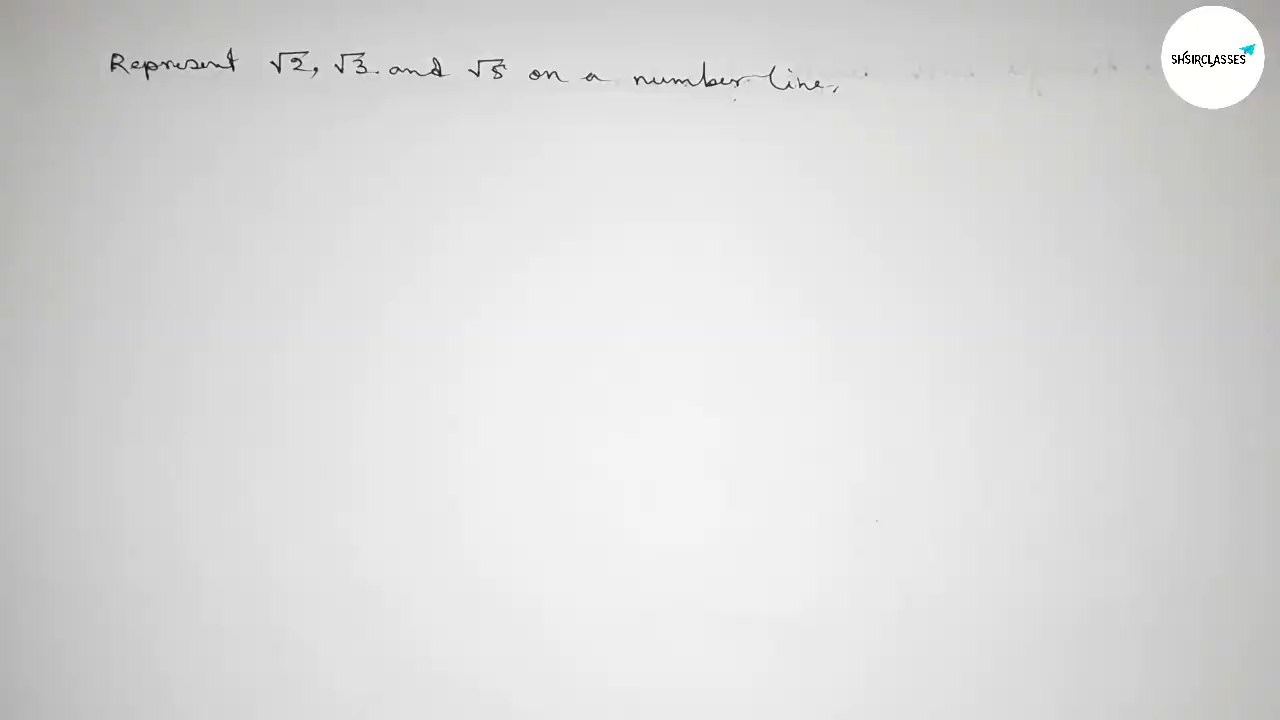 Represent √2, √3 and √5 on a number line,
SHSIRCLASSES